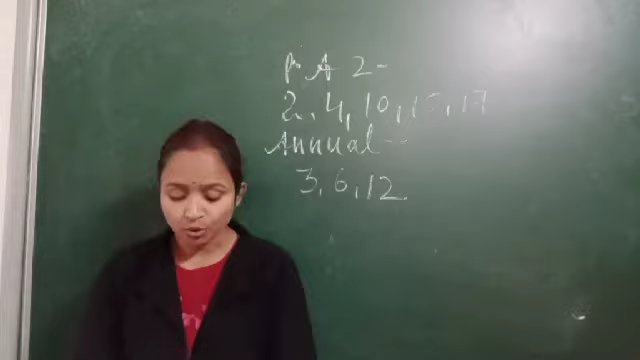 P. A 2 -
2, 4, 10, 15, 17
Annual --
3, 6, 12